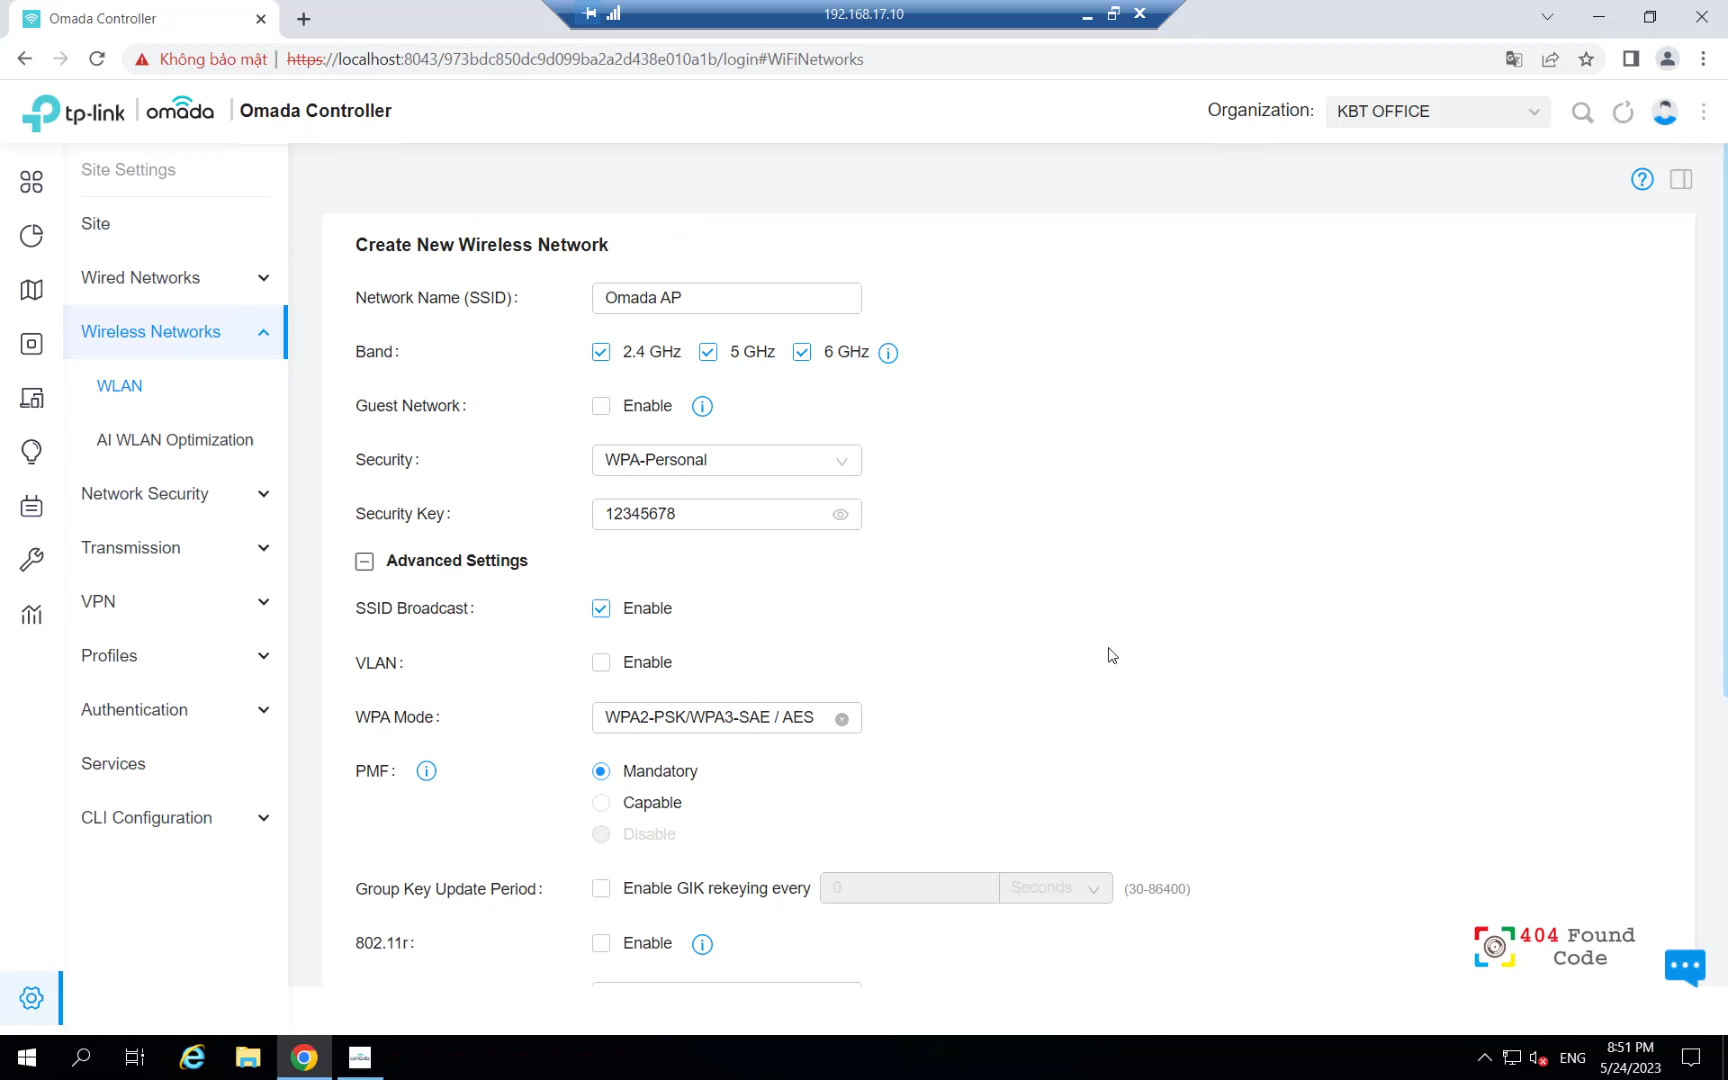 Omada Controller
192.168.17.10
Không bảo mật
https://localhost:8043/973bdc850dc9d099ba2a2d438e010a1b/login#WiFiNetworks
tp-link
omada
Omada Controller
Organization:
KBT OFFICE
Site Settings
Site
Wired Networks
Wireless Networks
WLAN
AI WLAN Optimization
Network Security
Transmission
VPN
Profiles
Authentication
Services
CLI Configuration
Create New Wireless Network
Network Name (SSID):
Omada AP
Band:
2.4 GHz
5 GHz
6 GHz
Guest Network:
Enable
Security:
WPA-Personal
Security Key:
12345678
Advanced Settings
SSID Broadcast:
Enable
VLAN:
Enable
WPA Mode:
WPA2-PSK/WPA3-SAE / AES
PMF:
Mandatory
Capable
Disable
Group Key Update Period:
Enable GIK rekeying every
0
Seconds
(30-86400)
802.11r:
Enable
404 Found
Code
ENG
8:51 PM
5/24/2023